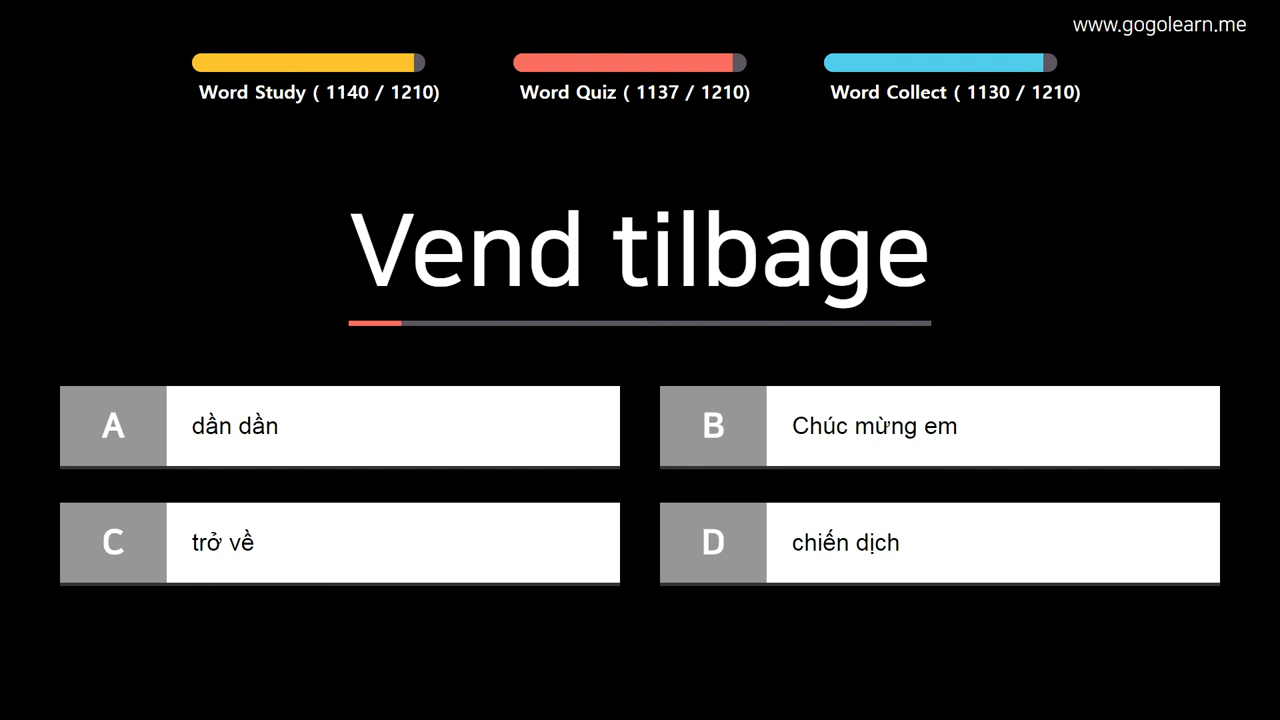 www.gogolearn.me
Word Study ( 1140 / 1210)
Word Quiz ( 1137 / 1210)
Word Collect ( 1130 / 1210)
Vend tilbage
A dần dần
B Chúc mừng em
C trở về
D chiến dịch